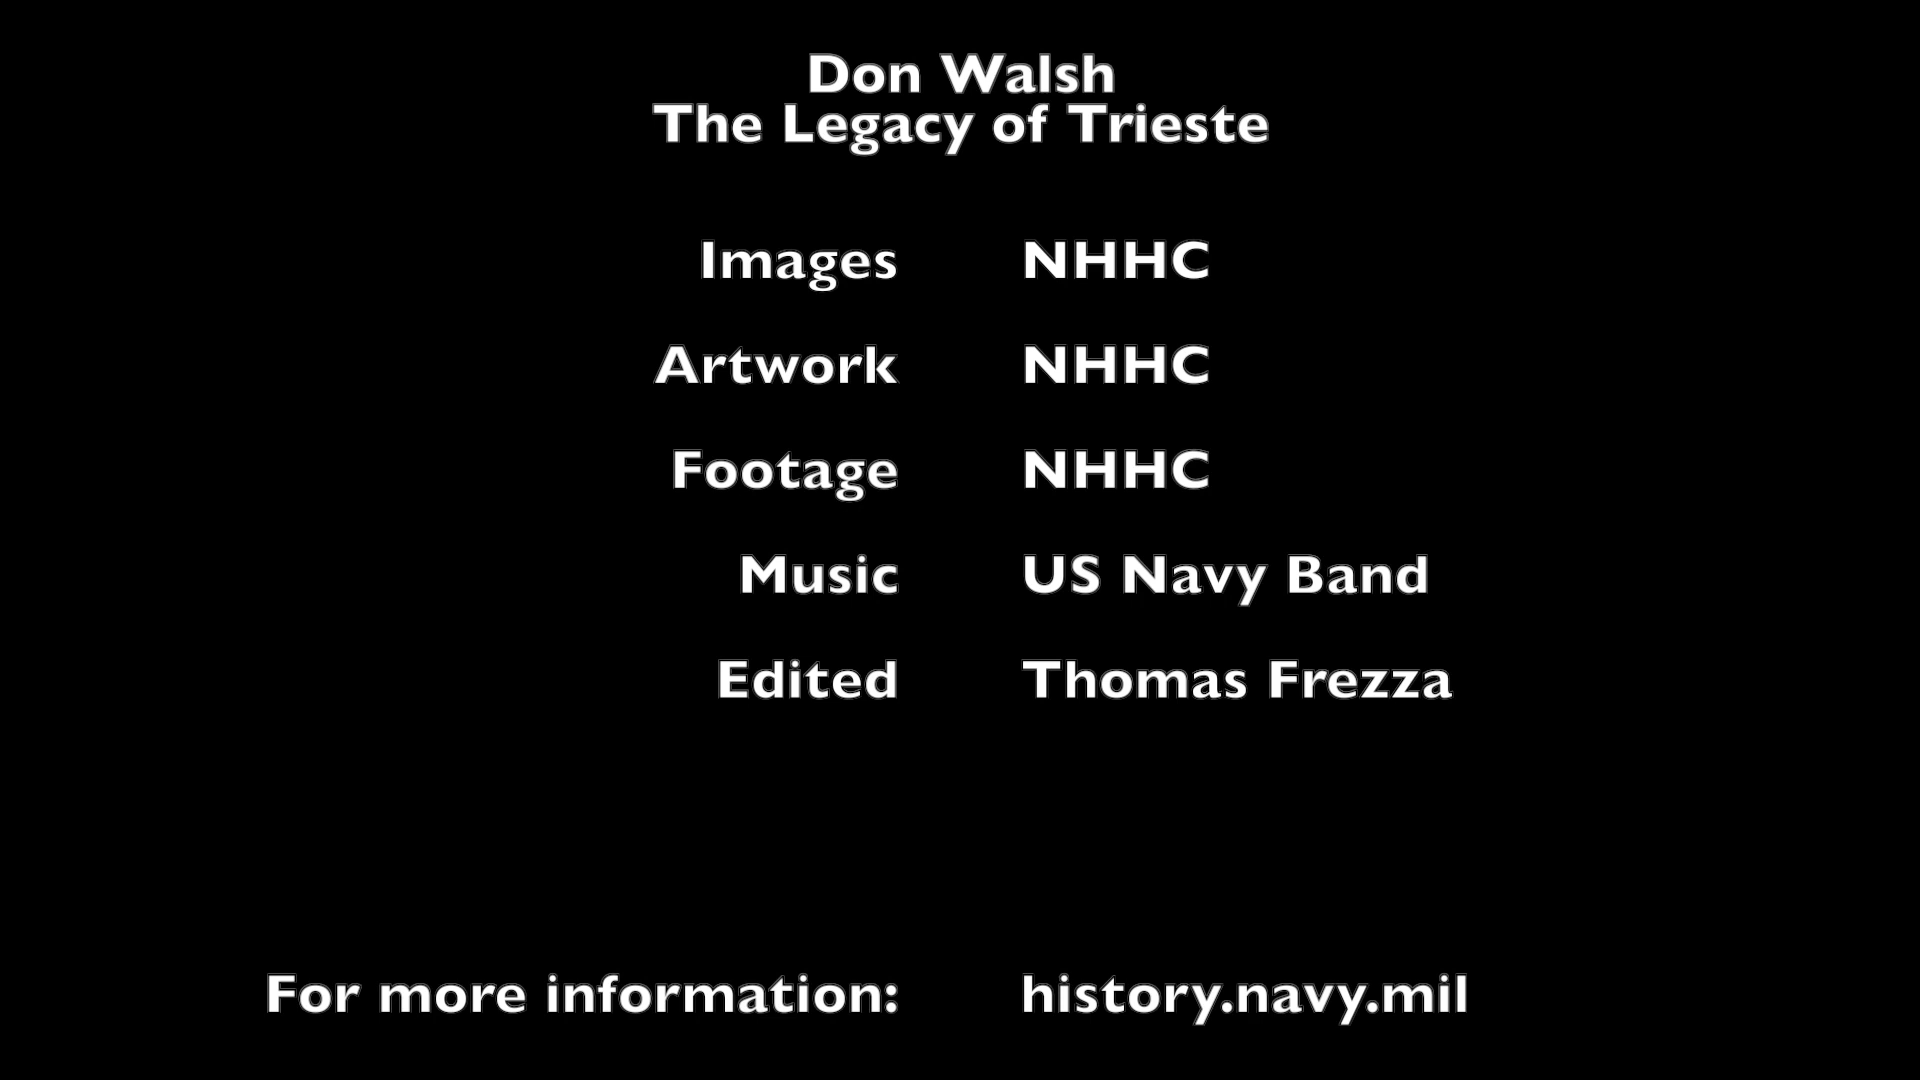 Don Walsh
The Legacy of Trieste
Images NHHC
Artwork NHHC
Footage NHHC
Music US Navy Band
Edited Thomas Frezza
For more information: history.navy.mil